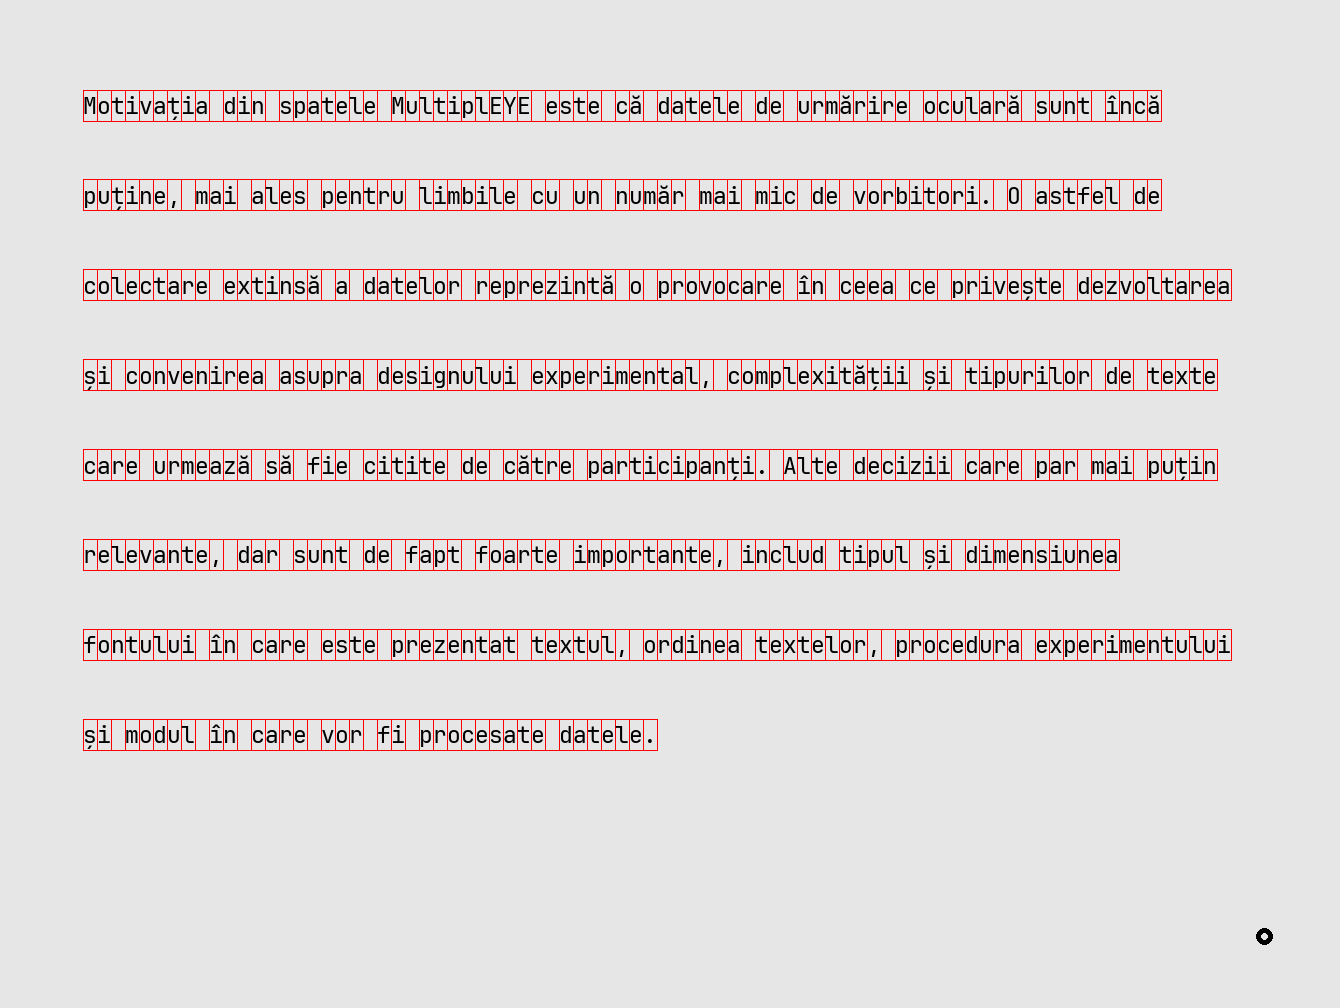 Motivația din spatele MultiplEYE este că datele de urmărire oculară sunt încă
puține, mai ales pentru limbile cu un număr mai mic de vorbitori. O astfel de
colectare extinsă a datelor reprezintă o provocare în ceea ce privește dezvoltarea
și convenirea asupra designului experimental, complexității și tipurilor de texte
care urmează să fie citite de către participanți. Alte decizii care par mai puțin
relevante, dar sunt de fapt foarte importante, includ tipul și dimensiunea
fontului în care este prezentat textul, ordinea textelor, procedura experimentului
și modul în care vor fi procesate datele.